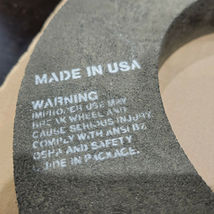 MADE IN USA
WARNING
IMPROPER USE MAY
BREAK WHEEL AND
CAUSE SERIOUS INJURY.
COMPLY WITH ANSI B7
OSHA AND SAFETY
IN PACKAGE.